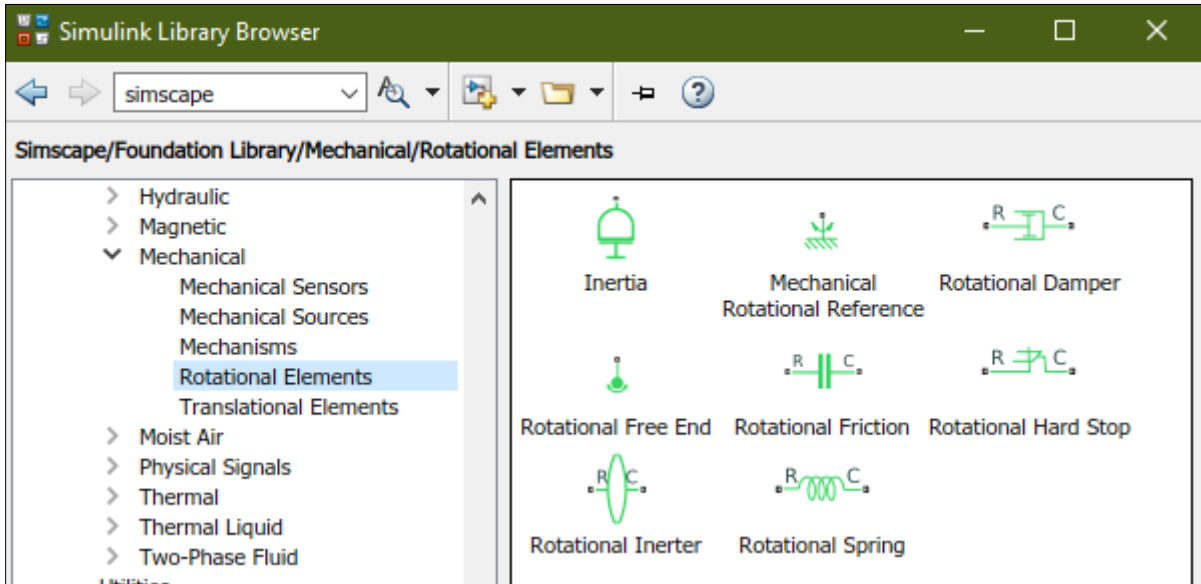 Simulink Library Browser
simscape
Simscape/Foundation Library/Mechanical/Rotational Elements
Hydraulic
Magnetic
Mechanical
Mechanical Sensors
Mechanical Sources
Mechanisms
Rotational Elements
Translational Elements
Moist Air
Physical Signals
Thermal
Thermal Liquid
Two-Phase Fluid
Utilities
Inertia
Mechanical
Rotational Reference
R C
Rotational Damper
Rotational Free End
R C
Rotational Friction
R C
Rotational Hard Stop
R C
Rotational Inerter
R C
Rotational Spring